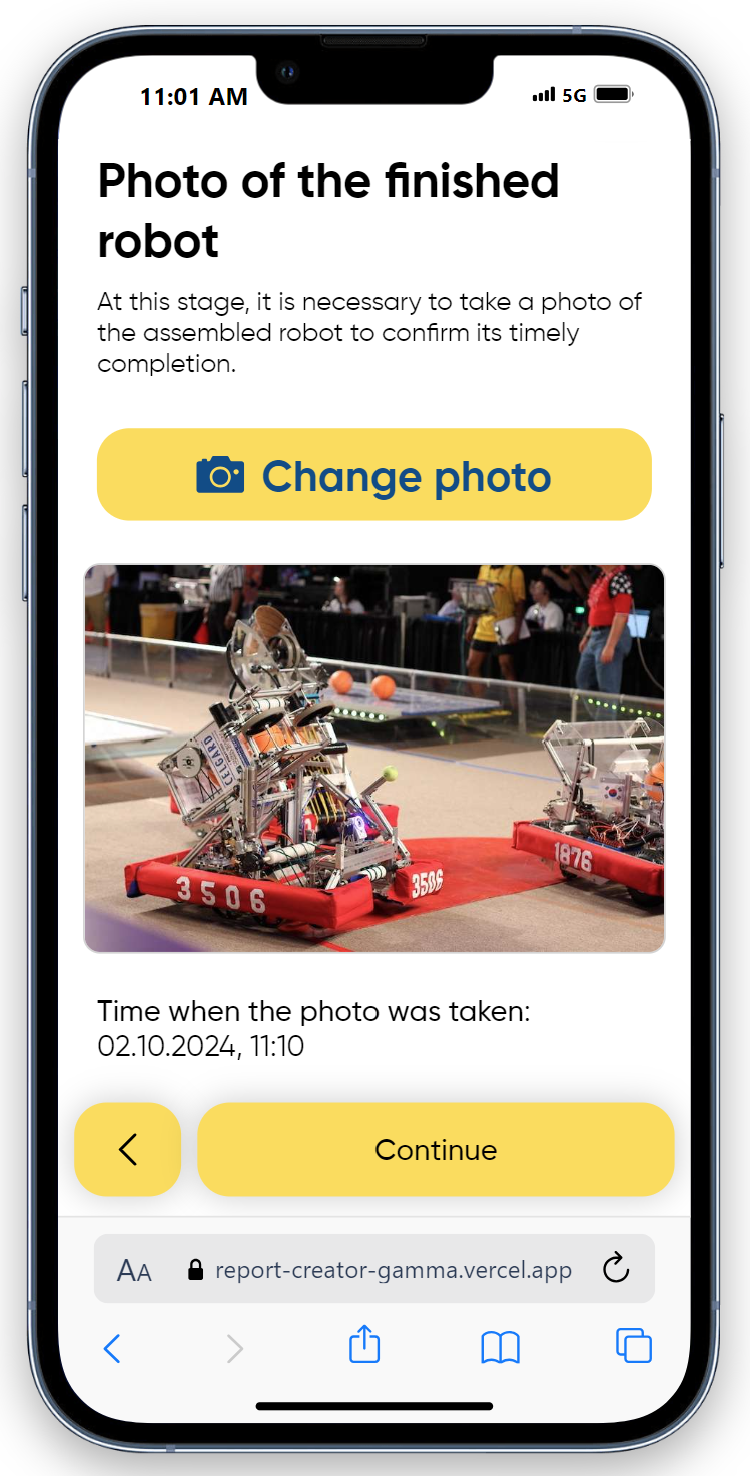 11:01 AM
5G
Photo of the finished
robot
At this stage, it is necessary to take a photo of
the assembled robot to confirm its timely
completion.
Change photo
CELGARD
3506
3506
1876
Time when the photo was taken:
02.10.2024, 11:10
Continue
AA
report-creator-gamma.vercel.app